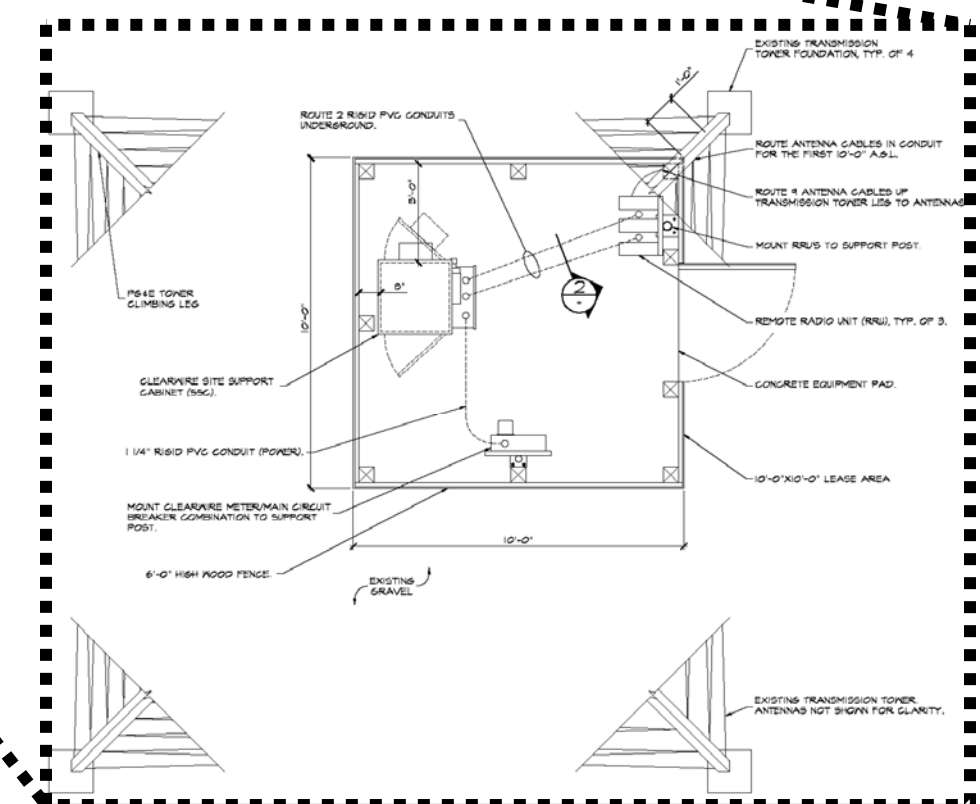 EXISTING TRANSMISSION
TOWER FOUNDATION, TYP. OF 4
1'-0"
ROUTE 2 RIGID PVC CONDUITS
UNDERGROUND.
ROUTE ANTENNA CABLES IN CONDUIT
FOR THE FIRST 10'-0" A.G.L.
ROUTE 9 ANTENNA CABLES UP
TRANSMISSION TOWER LEG TO ANTENNAS
3'-0"
MOUNT RRU'S TO SUPPORT POST.
PG&E TOWER
CLIMBING LEG
8"
2
-
10'-0"
REMOTE RADIO UNIT (RRU), TYP. OF 3.
CLEARWIRE SITE SUPPORT
CABINET (SSC).
CONCRETE EQUIPMENT PAD.
1 1/4" RIGID PVC CONDUIT (POWER).
10'-0"X10'-0" LEASE AREA
MOUNT CLEARWIRE METER/MAIN CIRCUIT
BREAKER COMBINATION TO SUPPORT
POST.
10'-0"
6'-0" HIGH WOOD FENCE.
EXISTING
GRAVEL
EXISTING TRANSMISSION TOWER.
ANTENNAS NOT SHOWN FOR CLARITY.